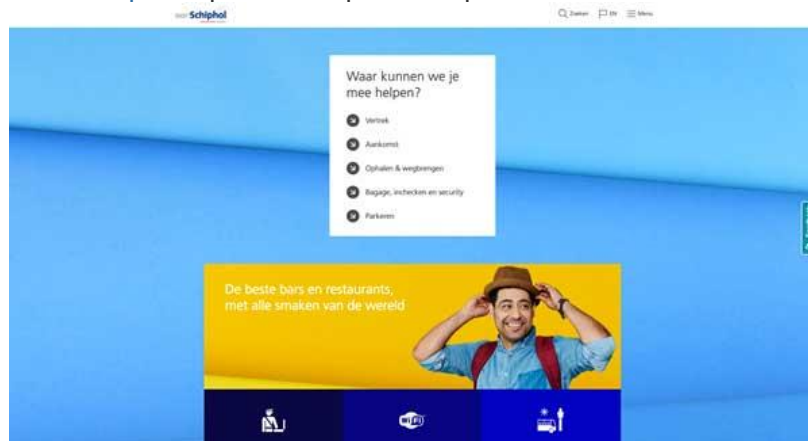 Schiphol
Zoeken EN Menu
Waar kunnen we je
mee helpen?
Vertrek
Aankomst
Ophalen & wegbrengen
Bagage, inchecken en security
Parkeren
De beste bars en restaurants,
met alle smaken van de wereld
WiFi